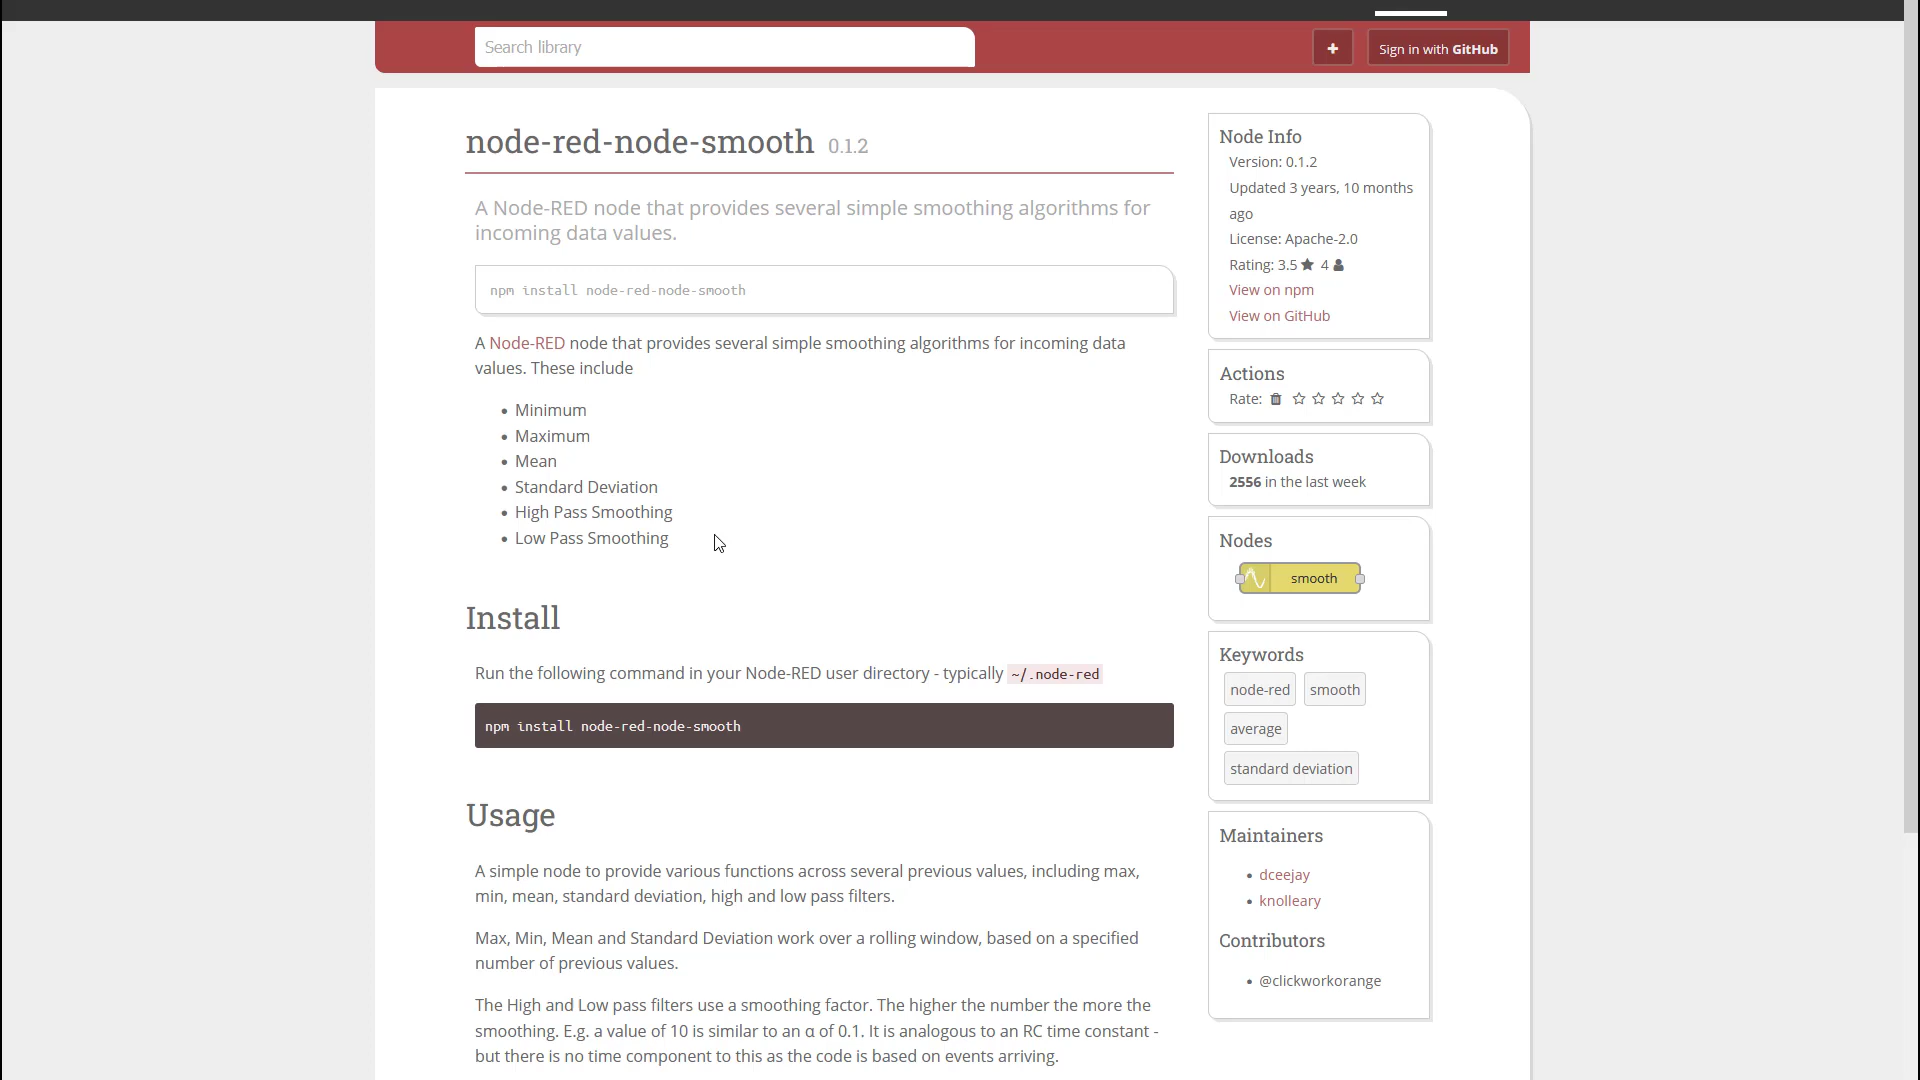 Search library
+
Sign in with GitHub
node-red-node-smooth 0.1.2
A Node-RED node that provides several simple smoothing algorithms for
incoming data values.
npm install node-red-node-smooth
A Node-RED node that provides several simple smoothing algorithms for incoming data
values. These include
• Minimum
• Maximum
• Mean
• Standard Deviation
• High Pass Smoothing
• Low Pass Smoothing
Install
Run the following command in your Node-RED user directory - typically ~/.node-red
npm install node-red-node-smooth
Usage
A simple node to provide various functions across several previous values, including max,
min, mean, standard deviation, high and low pass filters.
Max, Min, Mean and Standard Deviation work over a rolling window, based on a specified
number of previous values.
The High and Low pass filters use a smoothing factor. The higher the number the more the
smoothing. E.g. a value of 10 is similar to an α of 0.1. It is analogous to an RC time constant -
but there is no time component to this as the code is based on events arriving.
Node Info
Version: 0.1.2
Updated 3 years, 10 months
ago
License: Apache-2.0
Rating: 3.5 ★ 4
View on npm
View on GitHub
Actions
Rate: ☆ ☆ ☆ ☆ ☆
Downloads
2556 in the last week
Nodes
smooth
Keywords
node-red smooth
average
standard deviation
Maintainers
• dceejay
• knolleary
Contributors
• @clickworkorange